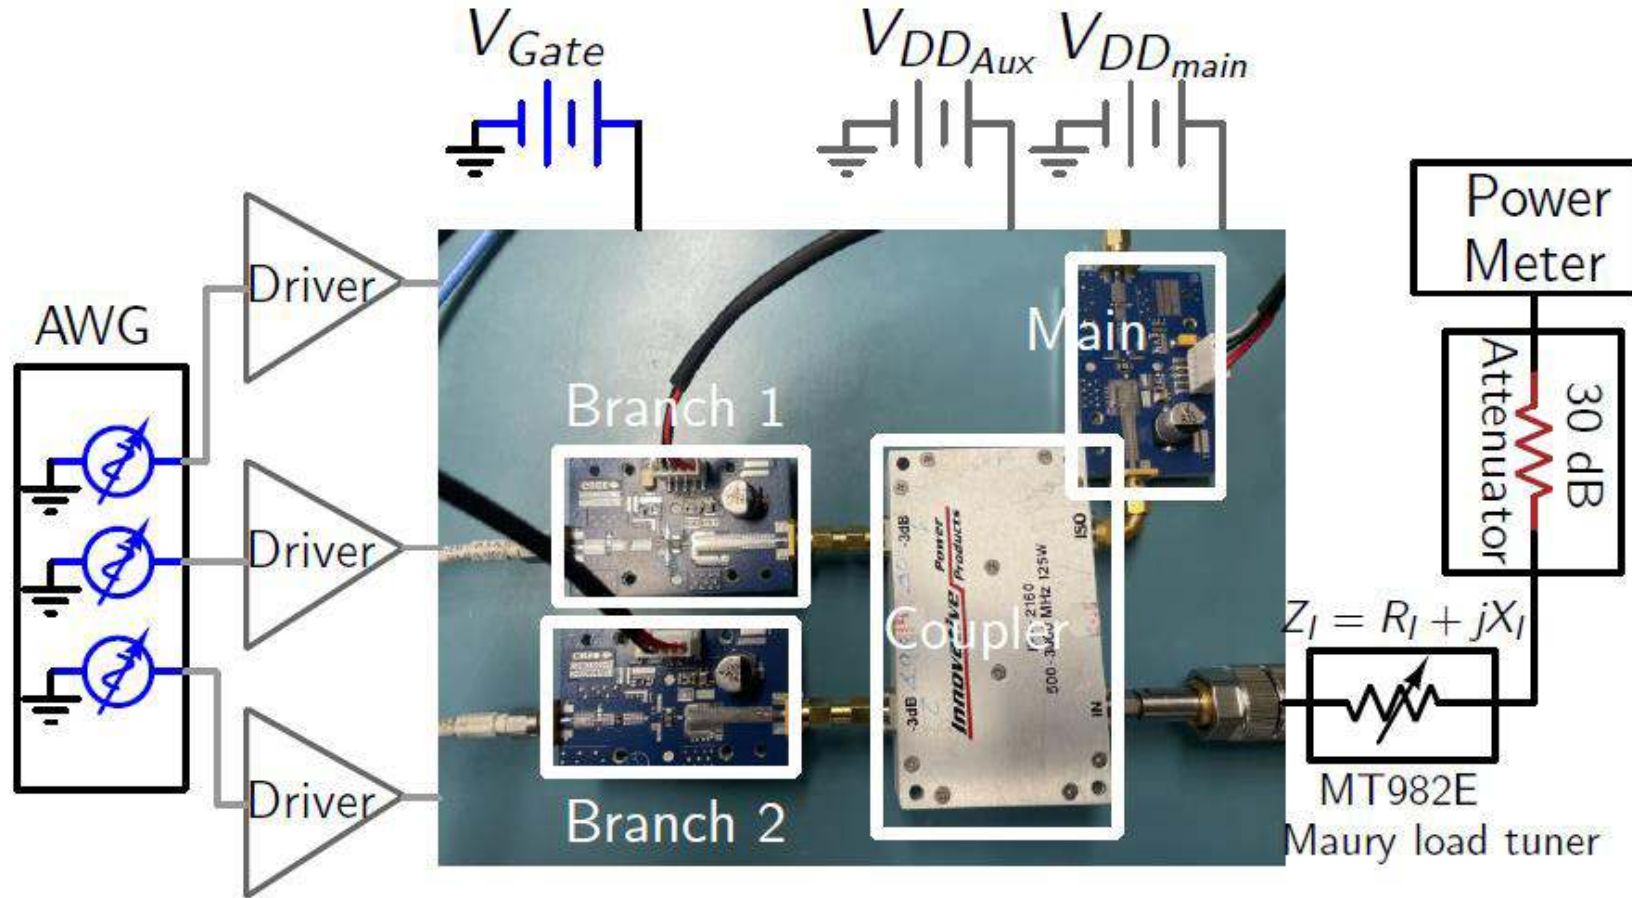 V_Gate
V_DD_Aux
V_DD_main
Power
Meter
Driver
AWG
Main
Attenuator
30 dB
Branch 1
Driver
-3dB
ISO
Innovative
Power
Products
2160
500-3000 MHz 125W
Coupler
-3dB
IN
Z_l = R_l + jX_l
Driver
Branch 2
MT982E
Maury load tuner